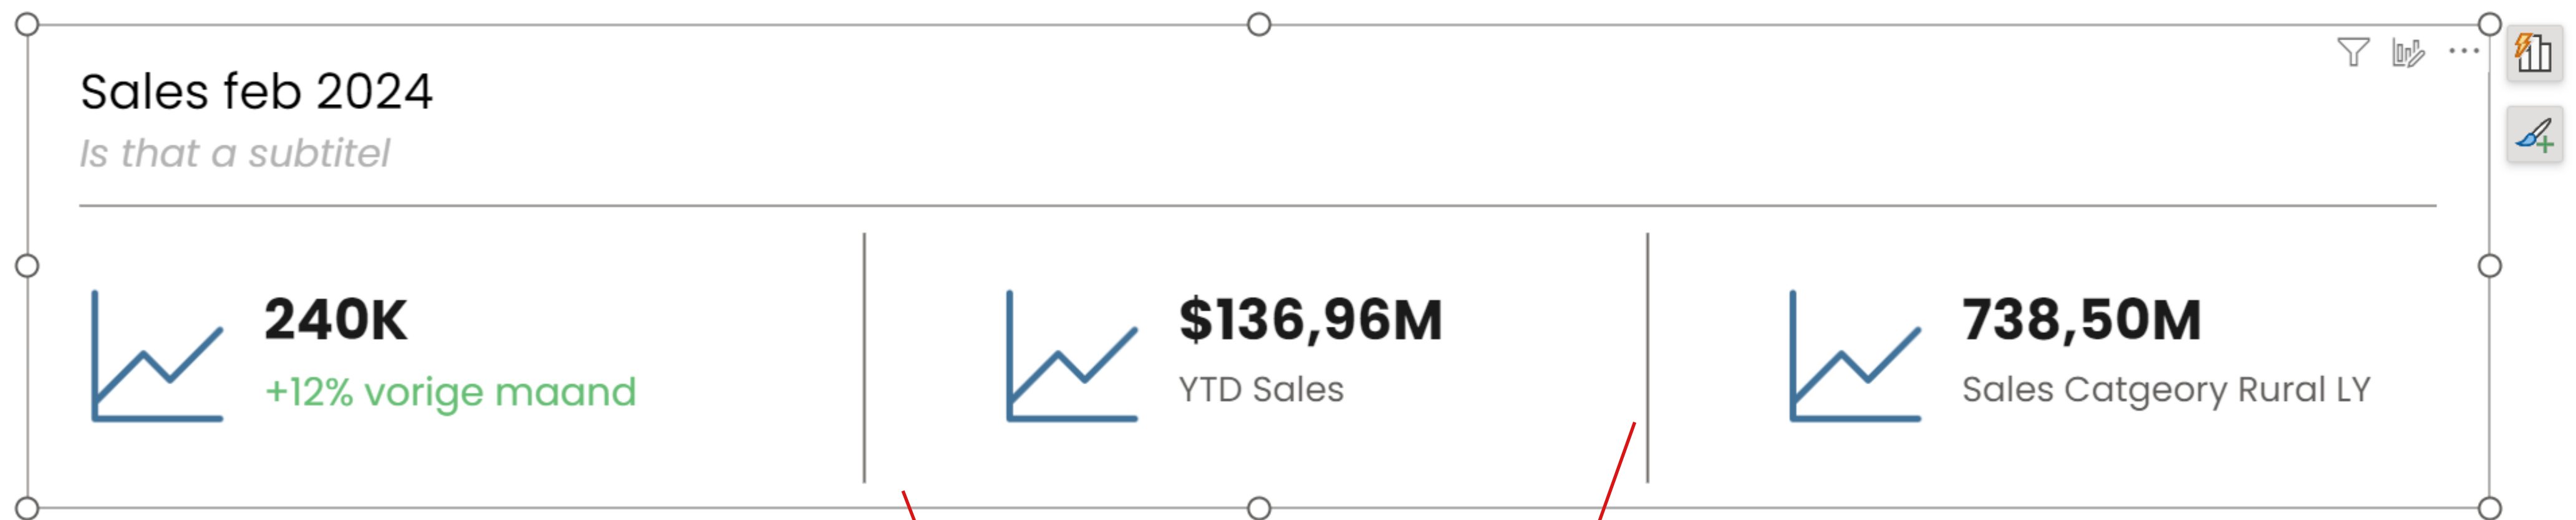 Sales feb 2024
Is that a subtitel
240K
+12% vorige maand
$136,96M
YTD Sales
738,50M
Sales Catgeory Rural LY